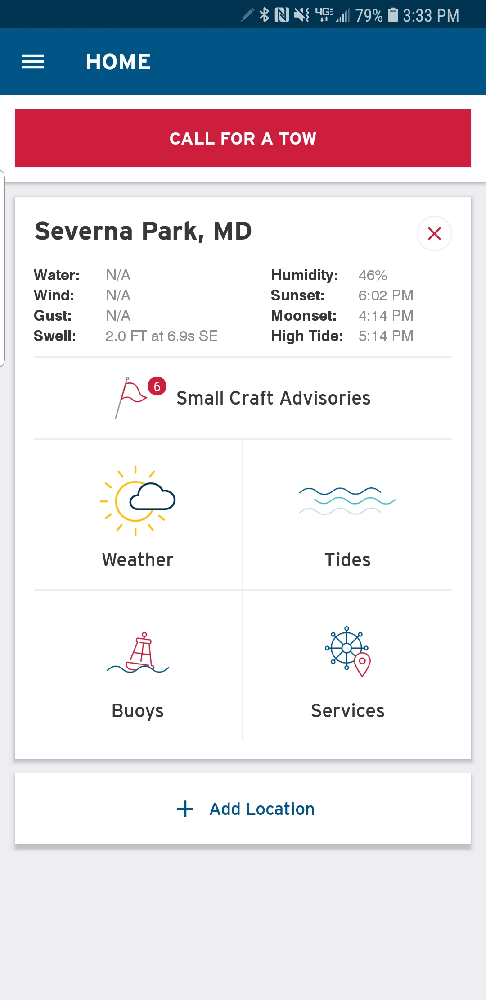 4G LTE 79% 3:33 PM
HOME
CALL FOR A TOW
Severna Park, MD
Water: N/A Humidity: 46%
Wind: N/A Sunset: 6:02 PM
Gust: N/A Moonset: 4:14 PM
Swell: 2.0 FT at 6.9s SE High Tide: 5:14 PM
6 Small Craft Advisories
Weather Tides
Buoys Services
+ Add Location